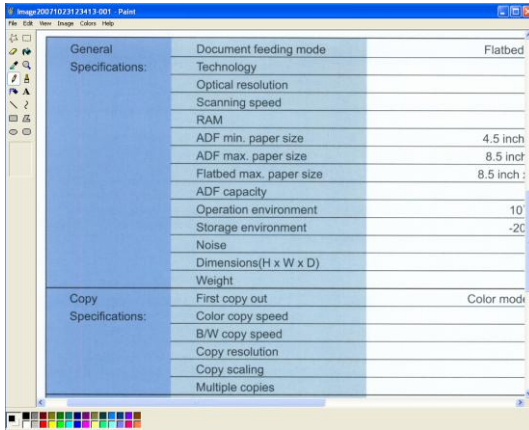 Image20071023123413-001 - Paint
File Edit View Image Colors Help
General Document feeding mode Flatbed
Specifications: Technology
Optical resolution
Scanning speed
RAM
ADF min. paper size 4.5 inch
ADF max. paper size 8.5 inch
Flatbed max. paper size 8.5 inch :
ADF capacity
Operation environment 10
Storage environment -20
Noise
Dimensions(H x W x D)
Weight
Copy First copy out Color mode
Specifications: Color copy speed
B/W copy speed
Copy resolution
Copy scaling
Multiple copies